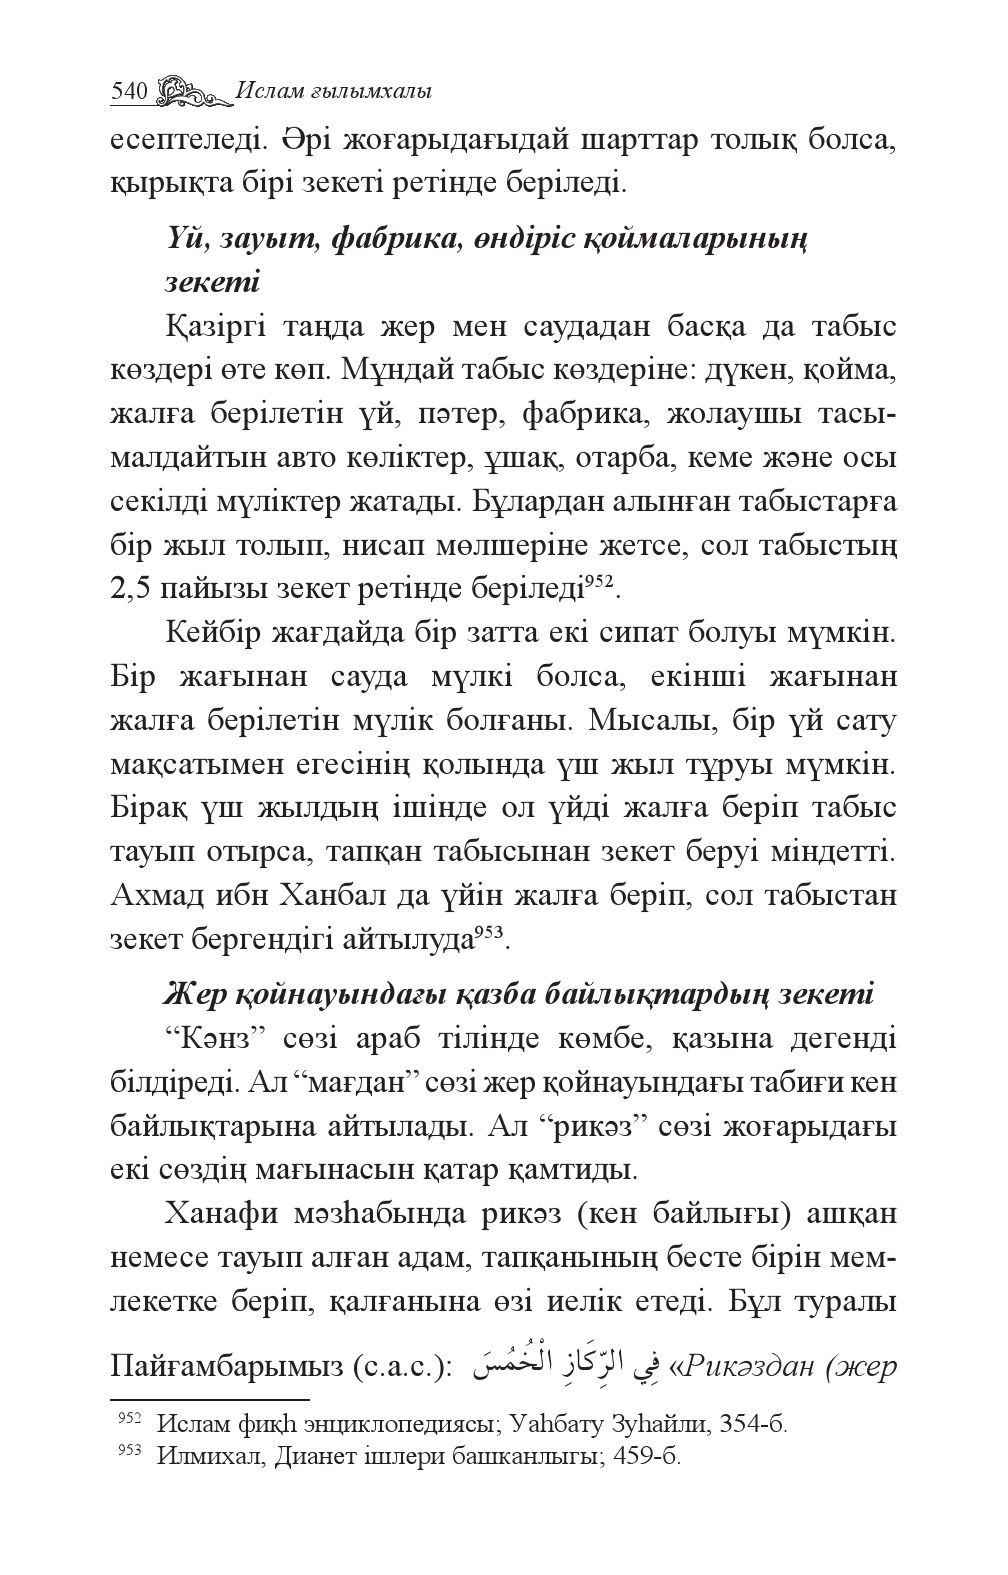 540 Ислам ғылымхалы
есептеледі. Әрі жоғарыдағыдай шарттар толық болса,
қырықта бірі зекеті ретінде беріледі.
Үй, зауыт, фабрика, өндіріс қоймаларының
зекеті
Қазіргі таңда жер мен саудадан басқа да табыс
көздері өте көп. Мұндай табыс көздеріне: дүкен, қойма,
жалға берілетін үй, пәтер, фабрика, жолаушы тасы-
малдайтын авто көліктер, ұшақ, отарба, кеме және осы
секілді мүліктер жатады. Бұлардан алынған табыстарға
бір жыл толып, нисап мөлшеріне жетсе, сол табыстың
2,5 пайызы зекет ретінде беріледі⁹⁵².
Кейбір жағдайда бір затта екі сипат болуы мүмкін.
Бір жағынан сауда мүлкі болса, екінші жағынан
жалға берілетін мүлік болғаны. Мысалы, бір үй сату
мақсатымен егесінің қолында үш жыл тұруы мүмкін.
Бірақ үш жылдың ішінде ол үйді жалға беріп табыс
тауып отырса, тапқан табысынан зекет беруі міндетті.
Ахмад ибн Ханбал да үйін жалға беріп, сол табыстан
зекет бергендігі айтылуда⁹⁵³.
Жер қойнауындағы қазба байлықтардың зекеті
“Кәнз” сөзі араб тілінде көмбе, қазына дегенді
білдіреді. Ал “мағдан” сөзі жер қойнауындағы табиғи кен
байлықтарына айтылады. Ал “рикәз” сөзі жоғарыдағы
екі сөздің мағынасын қатар қамтиды.
Ханафи мәзһабында рикәз (кен байлығы) ашқан
немесе тауып алған адам, тапқанының бесте бірін мем-
лекетке беріп, қалғанына өзі иелік етеді. Бұл туралы
Пайғамбарымыз (с.а.с.): فِي الرِّكَازِ الْخُمُسَ «Рикәздан (жер
⁹⁵² Ислам фиқһ энциклопедиясы; Уаһбату Зуһайли, 354-б.
⁹⁵³ Илмихал, Дианет ішлери башканлыгы; 459-б.